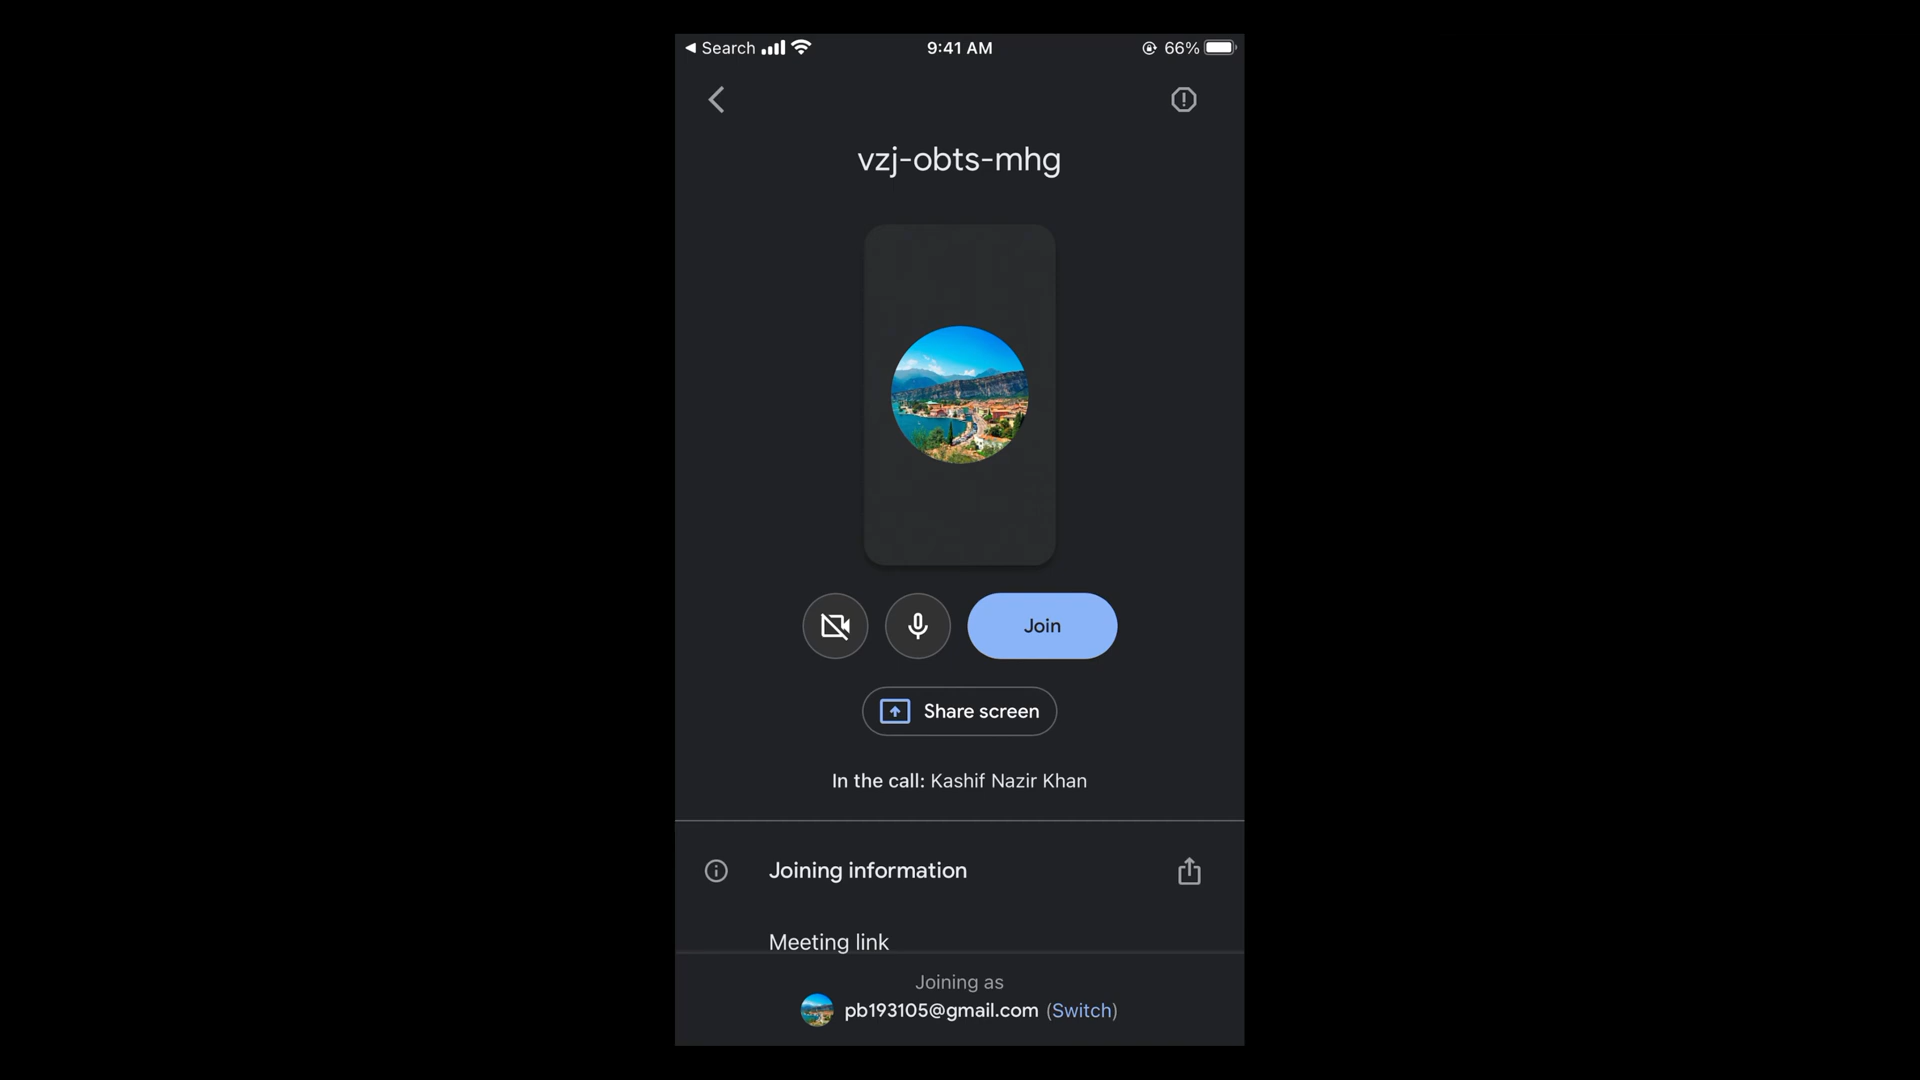 Search 9:41 AM 66%
vzj-obts-mhg
Join
Share screen
In the call: Kashif Nazir Khan
Joining information
Meeting link
Joining as
pb193105@gmail.com (Switch)